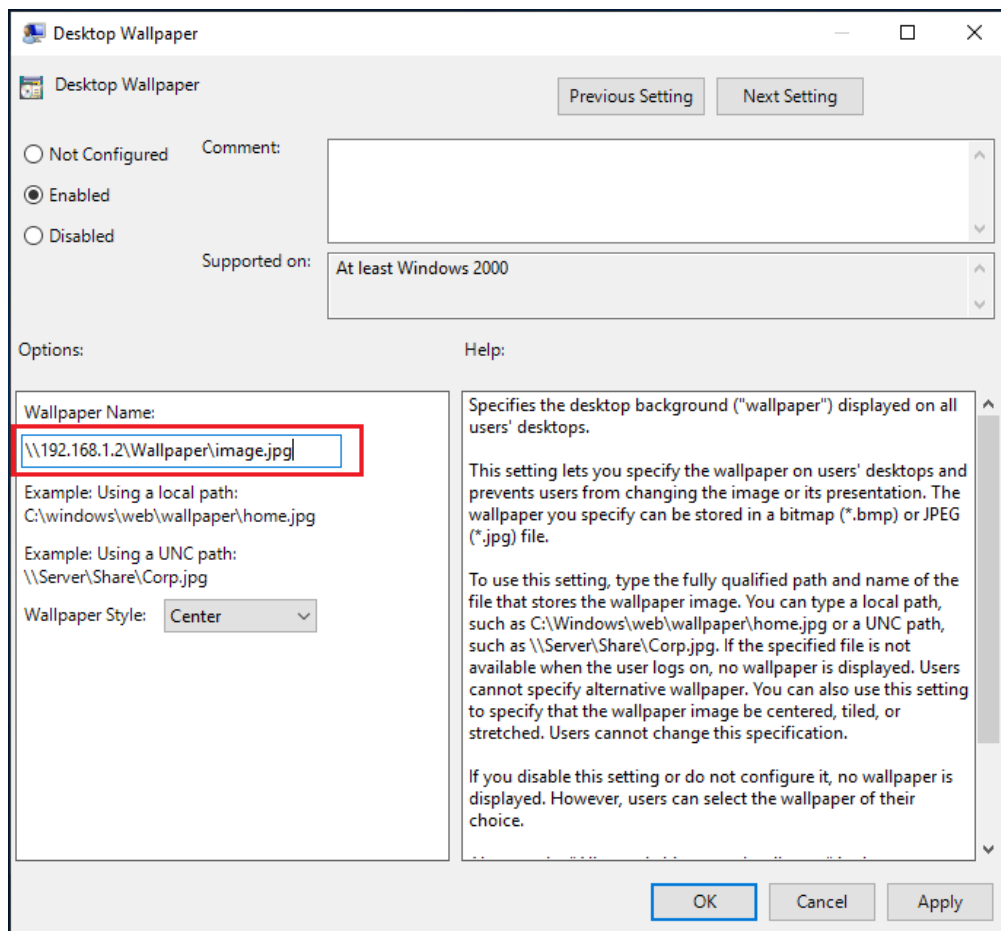 Desktop Wallpaper
Desktop Wallpaper
Previous Setting
Next Setting
Not Configured
Comment:
Enabled
Disabled
Supported on:
At least Windows 2000
Options:
Help:
Wallpaper Name:
\\192.168.1.2\Wallpaper\image.jpg
Example: Using a local path:
C:\windows\web\wallpaper\home.jpg
Example: Using a UNC path:
\\Server\Share\Corp.jpg
Wallpaper Style:
Center
Specifies the desktop background ("wallpaper") displayed on all
users' desktops.
This setting lets you specify the wallpaper on users' desktops and
prevents users from changing the image or its presentation. The
wallpaper you specify can be stored in a bitmap (*.bmp) or JPEG
(*.jpg) file.
To use this setting, type the fully qualified path and name of the
file that stores the wallpaper image. You can type a local path,
such as C:\Windows\web\wallpaper\home.jpg or a UNC path,
such as \\Server\Share\Corp.jpg. If the specified file is not
available when the user logs on, no wallpaper is displayed. Users
cannot specify alternative wallpaper. You can also use this setting
to specify that the wallpaper image be centered, tiled, or
stretched. Users cannot change this specification.
If you disable this setting or do not configure it, no wallpaper is
displayed. However, users can select the wallpaper of their
choice.
OK
Cancel
Apply